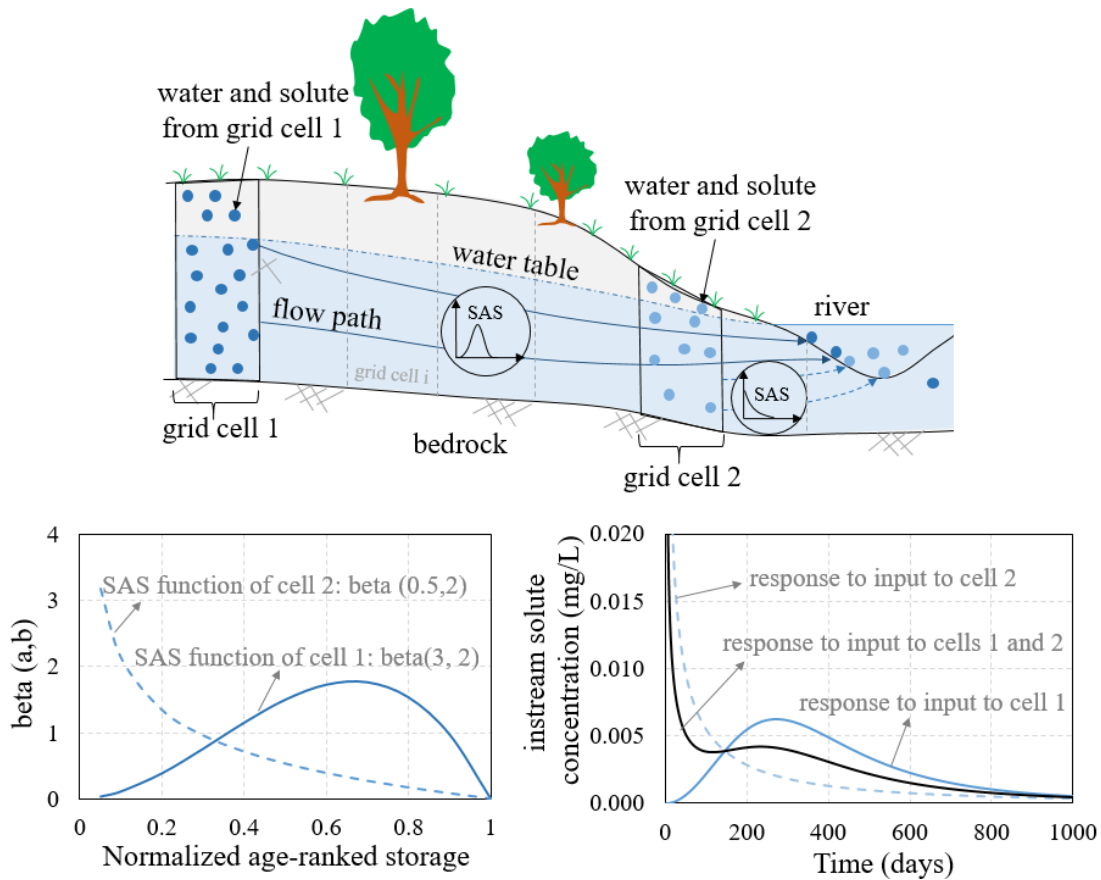 water and solute
from grid cell 1
water and solute
from grid cell 2
water table
river
SAS
flow path
grid cell i
SAS
grid cell 1
bedrock
grid cell 2
beta (a,b)
4
3
2
1
0
SAS function of cell 2: beta (0.5,2)
SAS function of cell 1: beta(3, 2)
0
0.2
0.4
0.6
0.8
1
Normalized age-ranked storage
instream solute
concentration (mg/L)
0.020
0.015
0.010
0.005
0.000
response to input to cell 2
response to input to cells 1 and 2
response to input to cell 1
0
200
400
600
800
1000
Time (days)